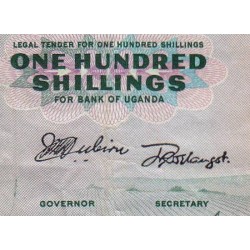 LEGAL TENDER FOR ONE HUNDRED SHILLINGS
ONE HUNDRED
SHILLINGS
FOR BANK OF UGANDA
GOVERNOR SECRETARY